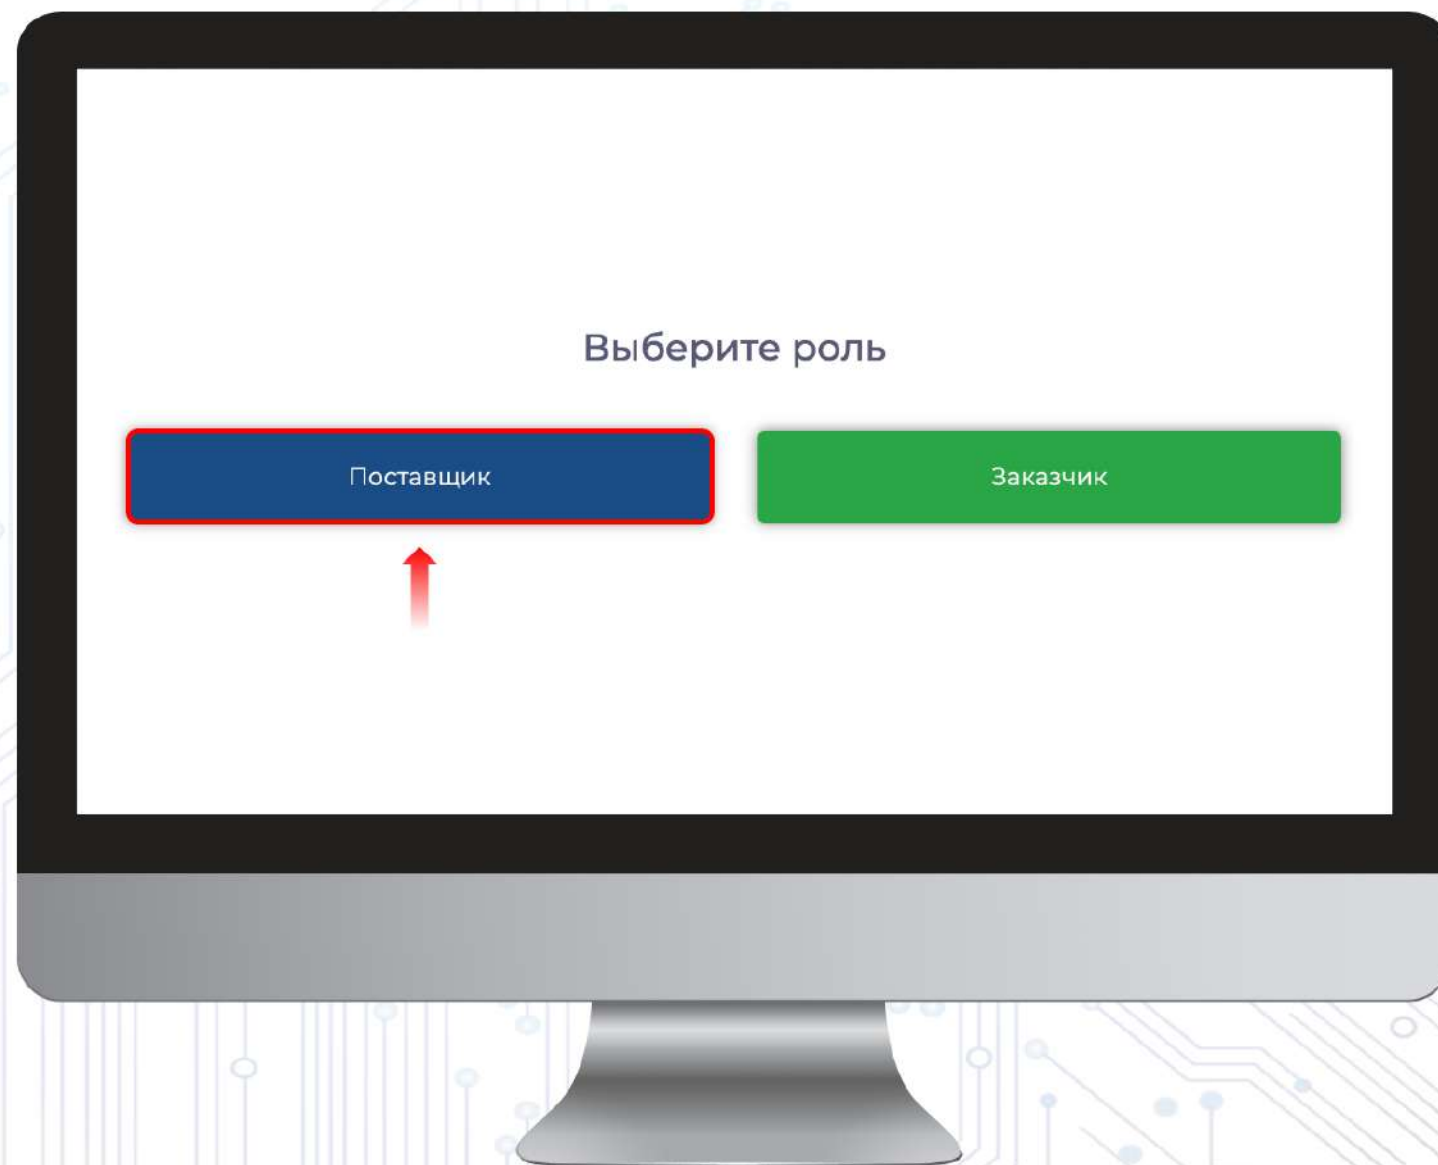 Выберите роль
Поставщик
Заказчик